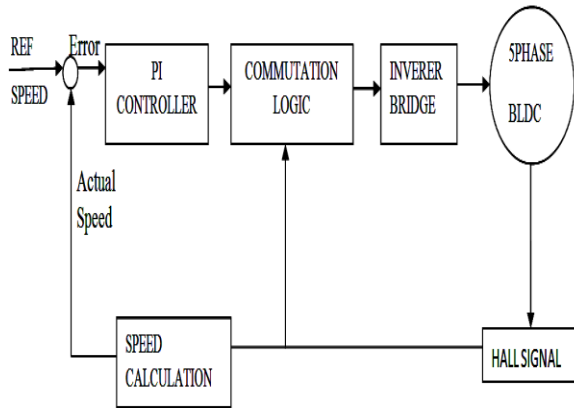 REF
SPEED
Error
PI
CONTROLLER
COMMUTATION
LOGIC
INVERER
BRIDGE
5PHASE
BLDC
Actual
Speed
SPEED
CALCULATION
HALL SIGNAL